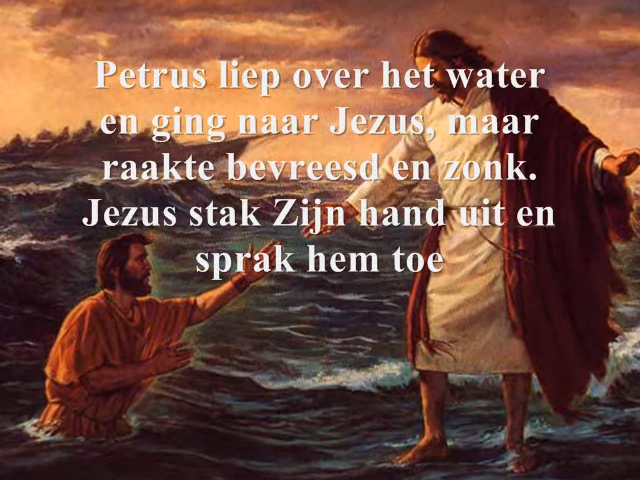 Petrus liep over het water
en ging naar Jezus, maar
raakte bevreesd en zonk.
Jezus stak Zijn hand uit en
sprak hem toe